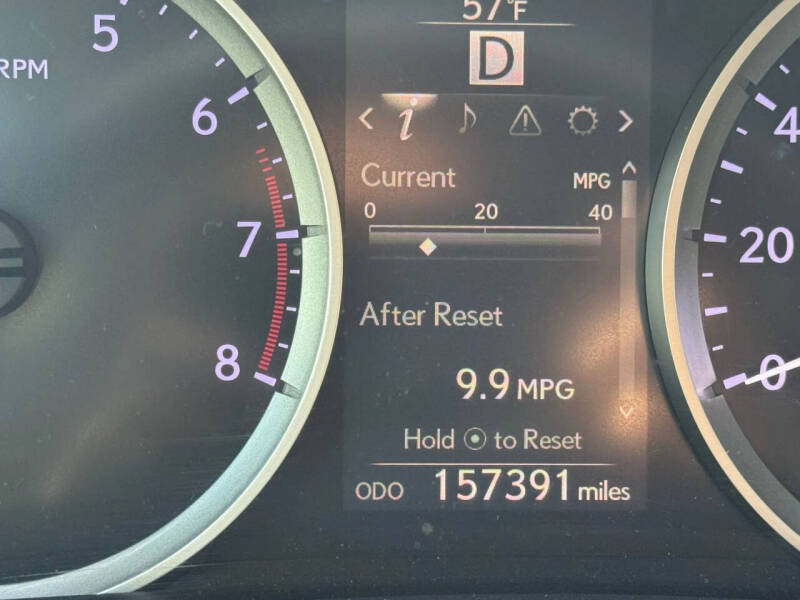 57°F
D
5
RPM
6
7
8
Current MPG
0 20 40
After Reset
9.9 MPG
Hold to Reset
ODO 157391 miles
4
20
0